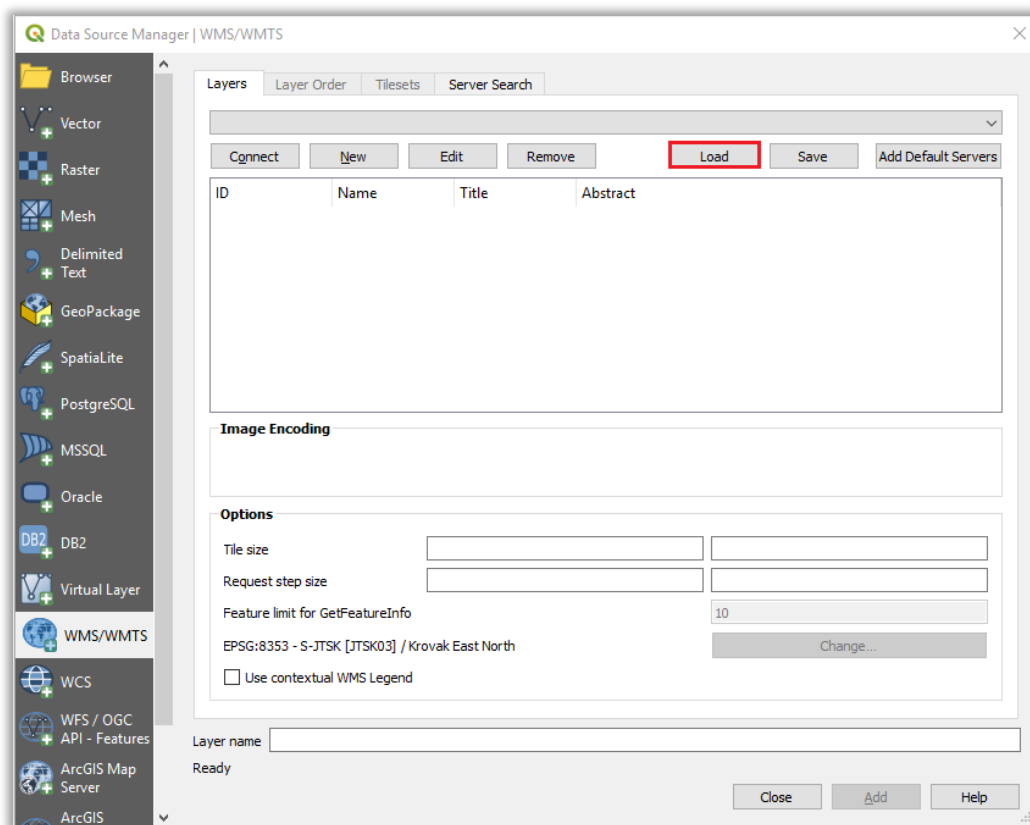 Data Source Manager | WMS/WMTS
Browser
Vector
Raster
Mesh
Delimited
Text
GeoPackage
SpatiaLite
PostgreSQL
MSSQL
Oracle
DB2 DB2
Virtual Layer
WMS/WMTS
WCS
WFS / OGC
API - Features
ArcGIS Map
Server
ArcGIS
Layers Layer Order Tilesets Server Search
Connect New Edit Remove Load Save Add Default Servers
ID Name Title Abstract
Image Encoding
Options
Tile size
Request step size
Feature limit for GetFeatureInfo 10
EPSG:8353 - S-JTSK [JTSK03] / Krovak East North Change...
Use contextual WMS Legend
Layer name
Ready
Close Add Help